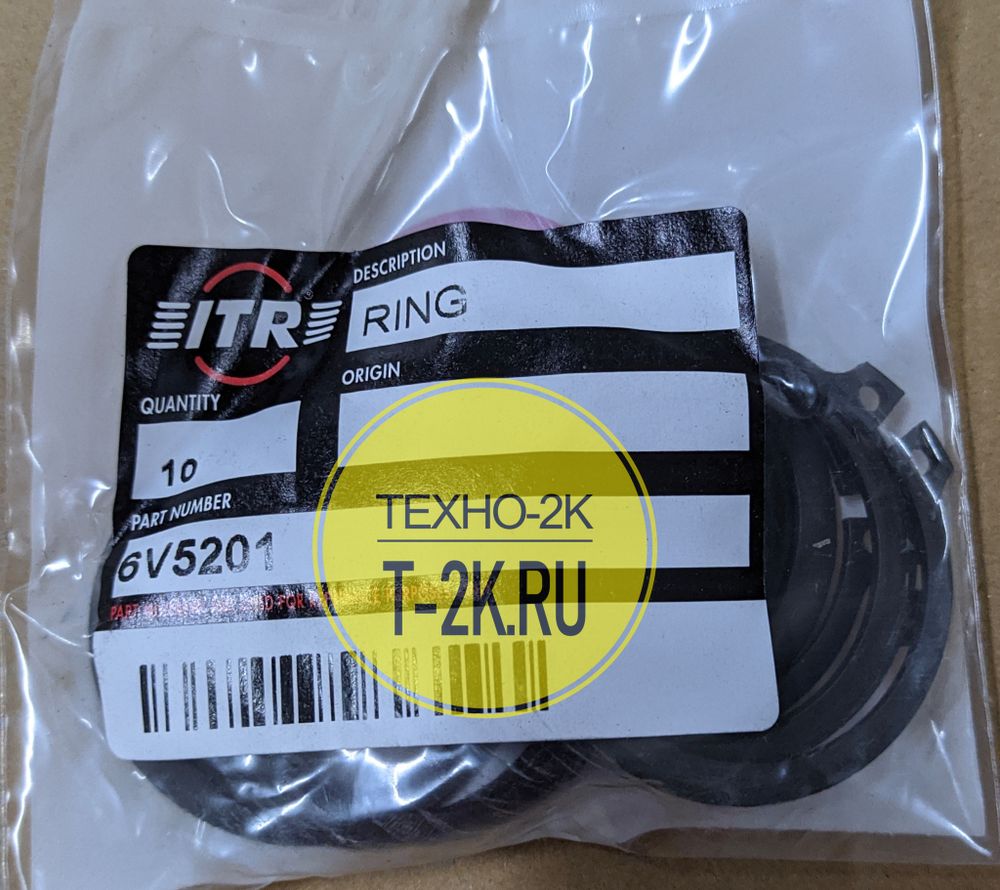 DESCRIPTION
RING
ITR
ORIGIN
QUANTITY
10
PART NUMBER
6V5201
ТЕХНО-2К
T-2K.RU